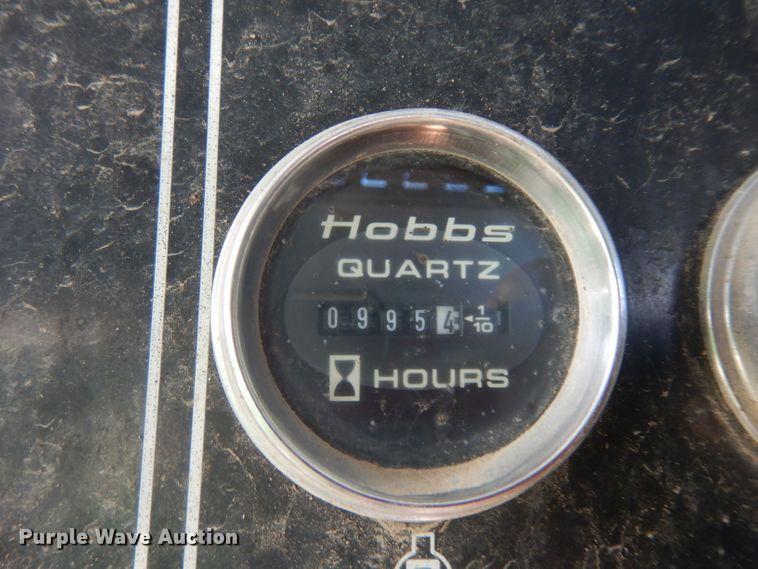 Hobbs
QUARTZ
0 9 9 5 4 ◄ 1/10
HOURS
Purple Wave Auction